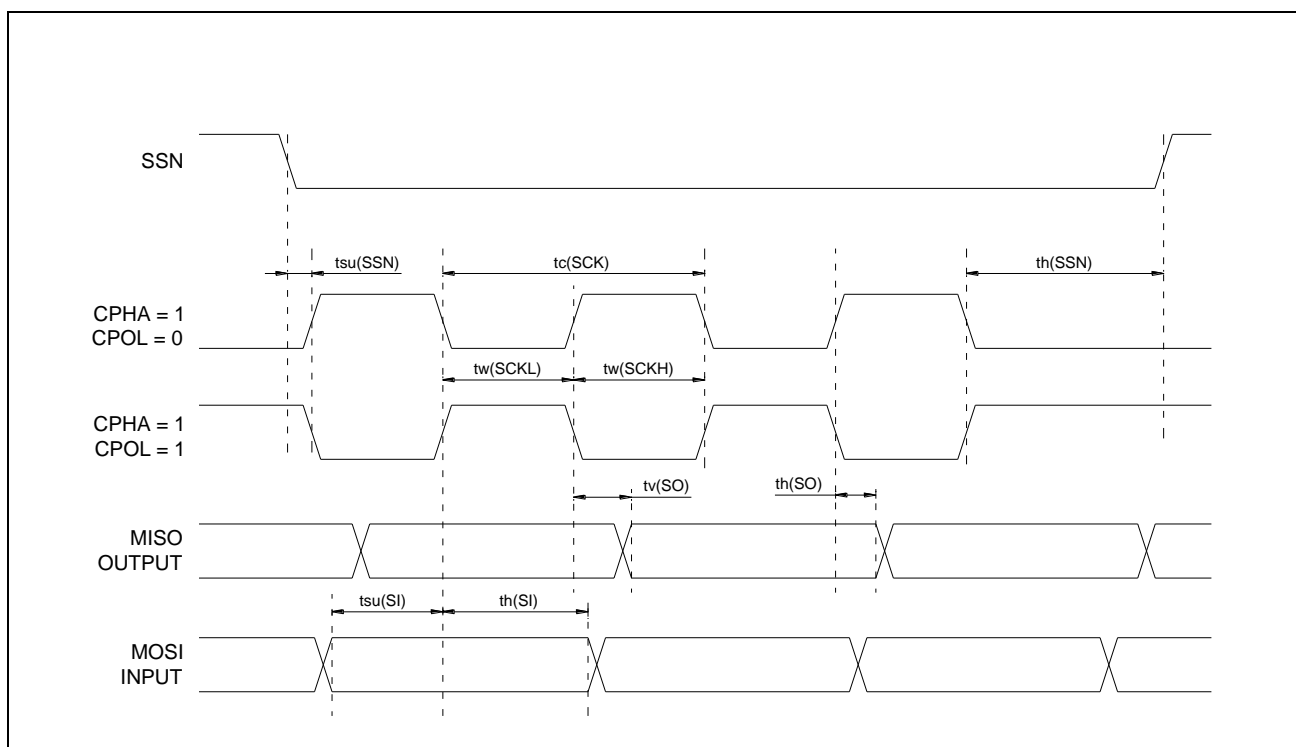 SSN
tsu(SSN)
tc(SCK)
th(SSN)
CPHA = 1
CPOL = 0
tw(SCKL)
tw(SCKH)
CPHA = 1
CPOL = 1
tv(SO)
th(SO)
MISO
OUTPUT
tsu(SI)
th(SI)
MOSI
INPUT